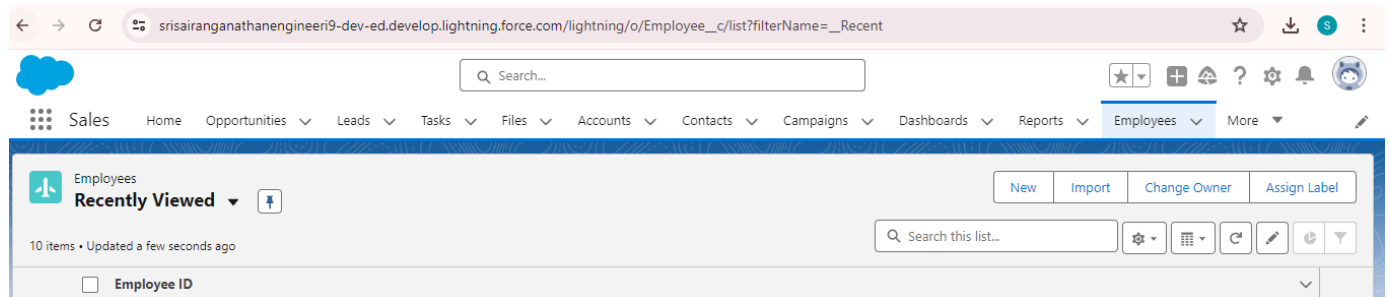 srisairanganathanengineeri9-dev-ed.develop.lightning.force.com/lightning/o/Employee__c/list?filterName=__Recent
S
Search...
Sales Home Opportunities Leads Tasks Files Accounts Contacts Campaigns Dashboards Reports Employees More
Employees
Recently Viewed
New Import Change Owner Assign Label
10 items • Updated a few seconds ago
Search this list...
Employee ID